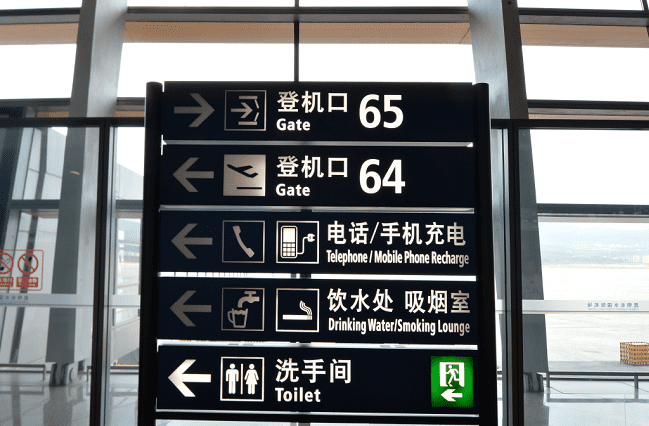 登机口 65
Gate
登机口 64
Gate
电话/手机充电
Telephone / Mobile Phone Recharge
饮水处 吸烟室
Drinking Water/Smoking Lounge
洗手间
Toilet